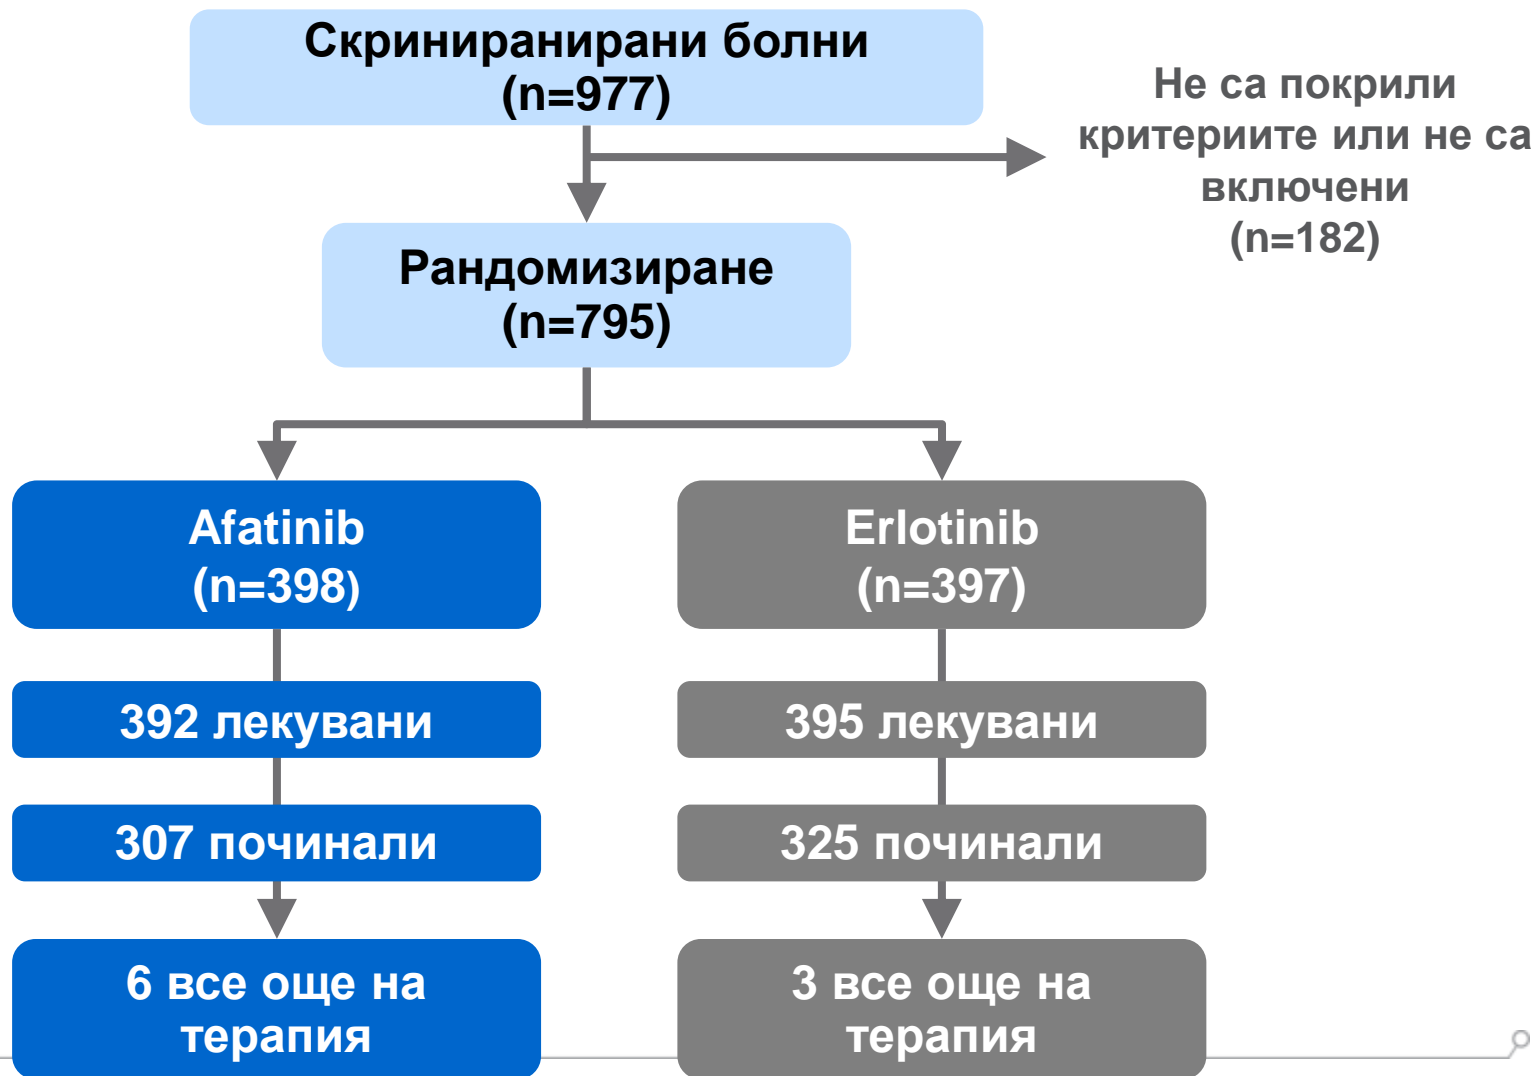 Скриниранирани болни
(n=977)
Не са покрили
критериите или не са
включени
(n=182)
Рандомизиране
(n=795)
Afatinib
(n=398)
Erlotinib
(n=397)
392 лекувани
395 лекувани
307 починали
325 починали
6 все още на
терапия
3 все още на
терапия